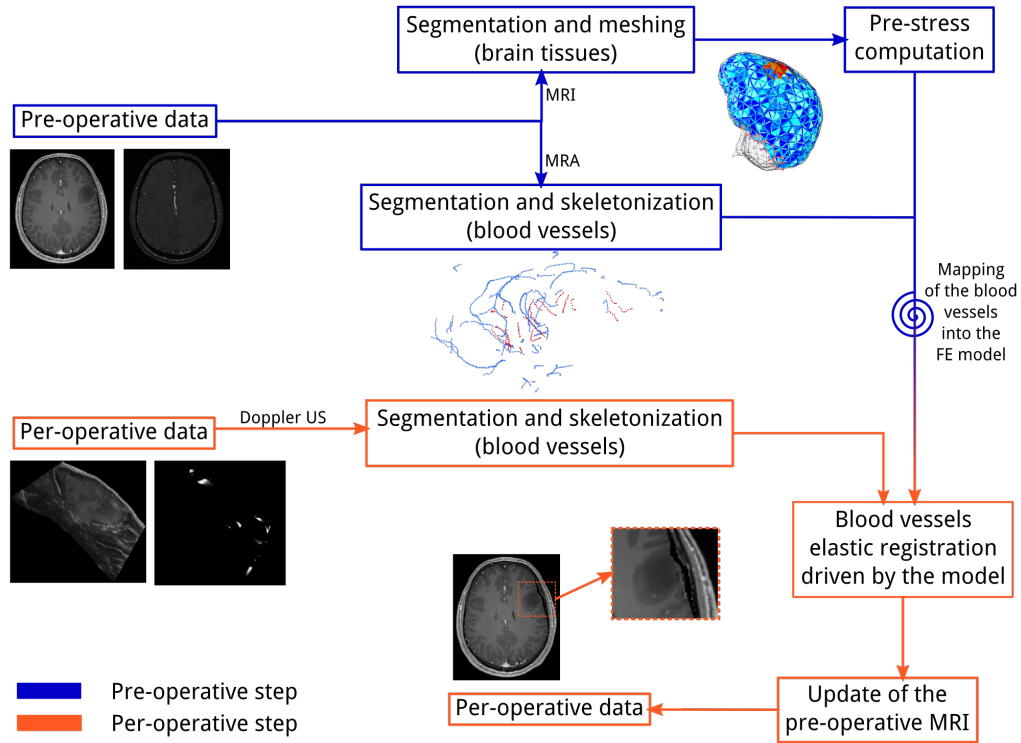 Segmentation and meshing
(brain tissues)
Pre-stress
computation
MRI
Pre-operative data
MRA
Segmentation and skeletonization
(blood vessels)
Mapping
of the blood
vessels
into the
FE model
Doppler US
Per-operative data
Segmentation and skeletonization
(blood vessels)
Blood vessels
elastic registration
driven by the model
Update of the
pre-operative MRI
Per-operative data
Pre-operative step
Per-operative step